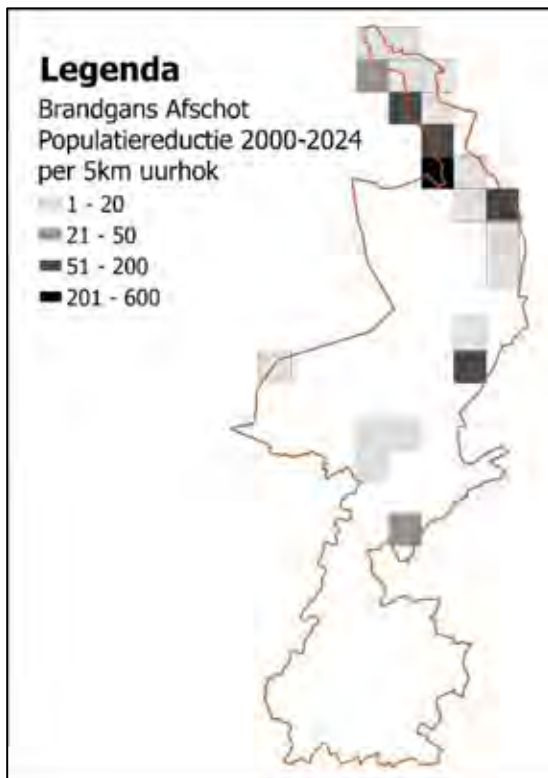 Legenda
Brandgans Afschot
Populatiereductie 2000-2024
per 5km uurhok
1 - 20
21 - 50
51 - 200
201 - 600